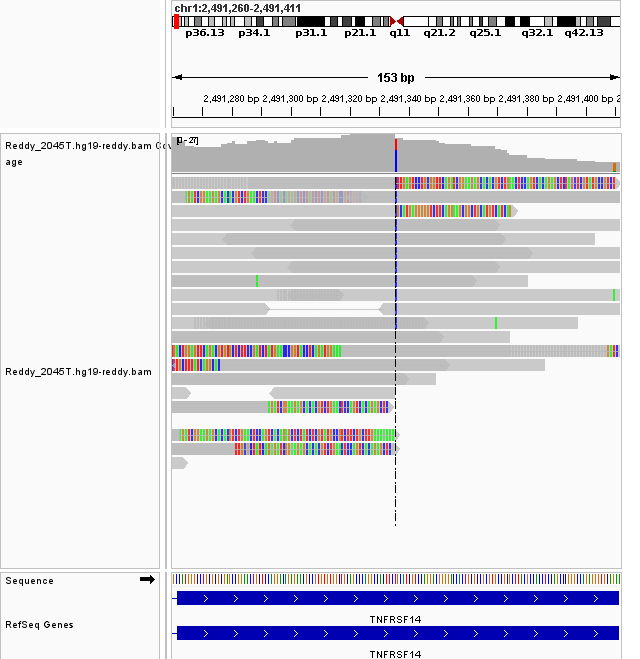 chr1:2,491,260-2,491,411
p36.13 p34.1 p31.1 p21.1 q11 q21.2 q25.1 q32.1 q42.13
153 bp
2,491,280 bp 2,491,300 bp 2,491,320 bp 2,491,340 bp 2,491,360 bp 2,491,380 bp 2,491,400 bp
Reddy_2045T.hg19-reddy.bam
age
[0 - 27]
Reddy_2045T.hg19-reddy.bam
Sequence
TNFRSF14
RefSeq Genes
TNFRSF14